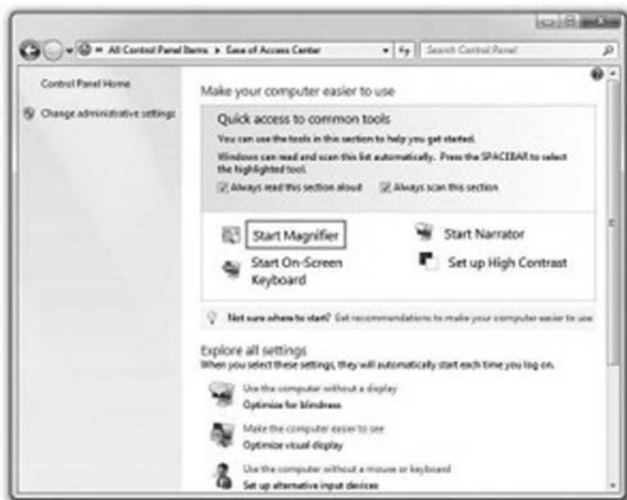 All Control Panel Items ▸ Ease of Access Center
Search Control Panel
Control Panel Home
Change administrative settings
Make your computer easier to use
Quick access to common tools
You can use the tools in this section to help you get started.
Windows can read and scan this list automatically. Press the SPACEBAR to select
the highlighted tool.
Always read this section aloud
Always scan this section
Start Magnifier
Start Narrator
Start On-Screen
Keyboard
Set up High Contrast
Not sure where to start? Get recommendations to make your computer easier to use
Explore all settings
When you select these settings, they will automatically start each time you log on.
Use the computer without a display
Optimize for blindness
Make the computer easier to see
Optimize visual display
Use the computer without a mouse or keyboard
Set up alternative input devices